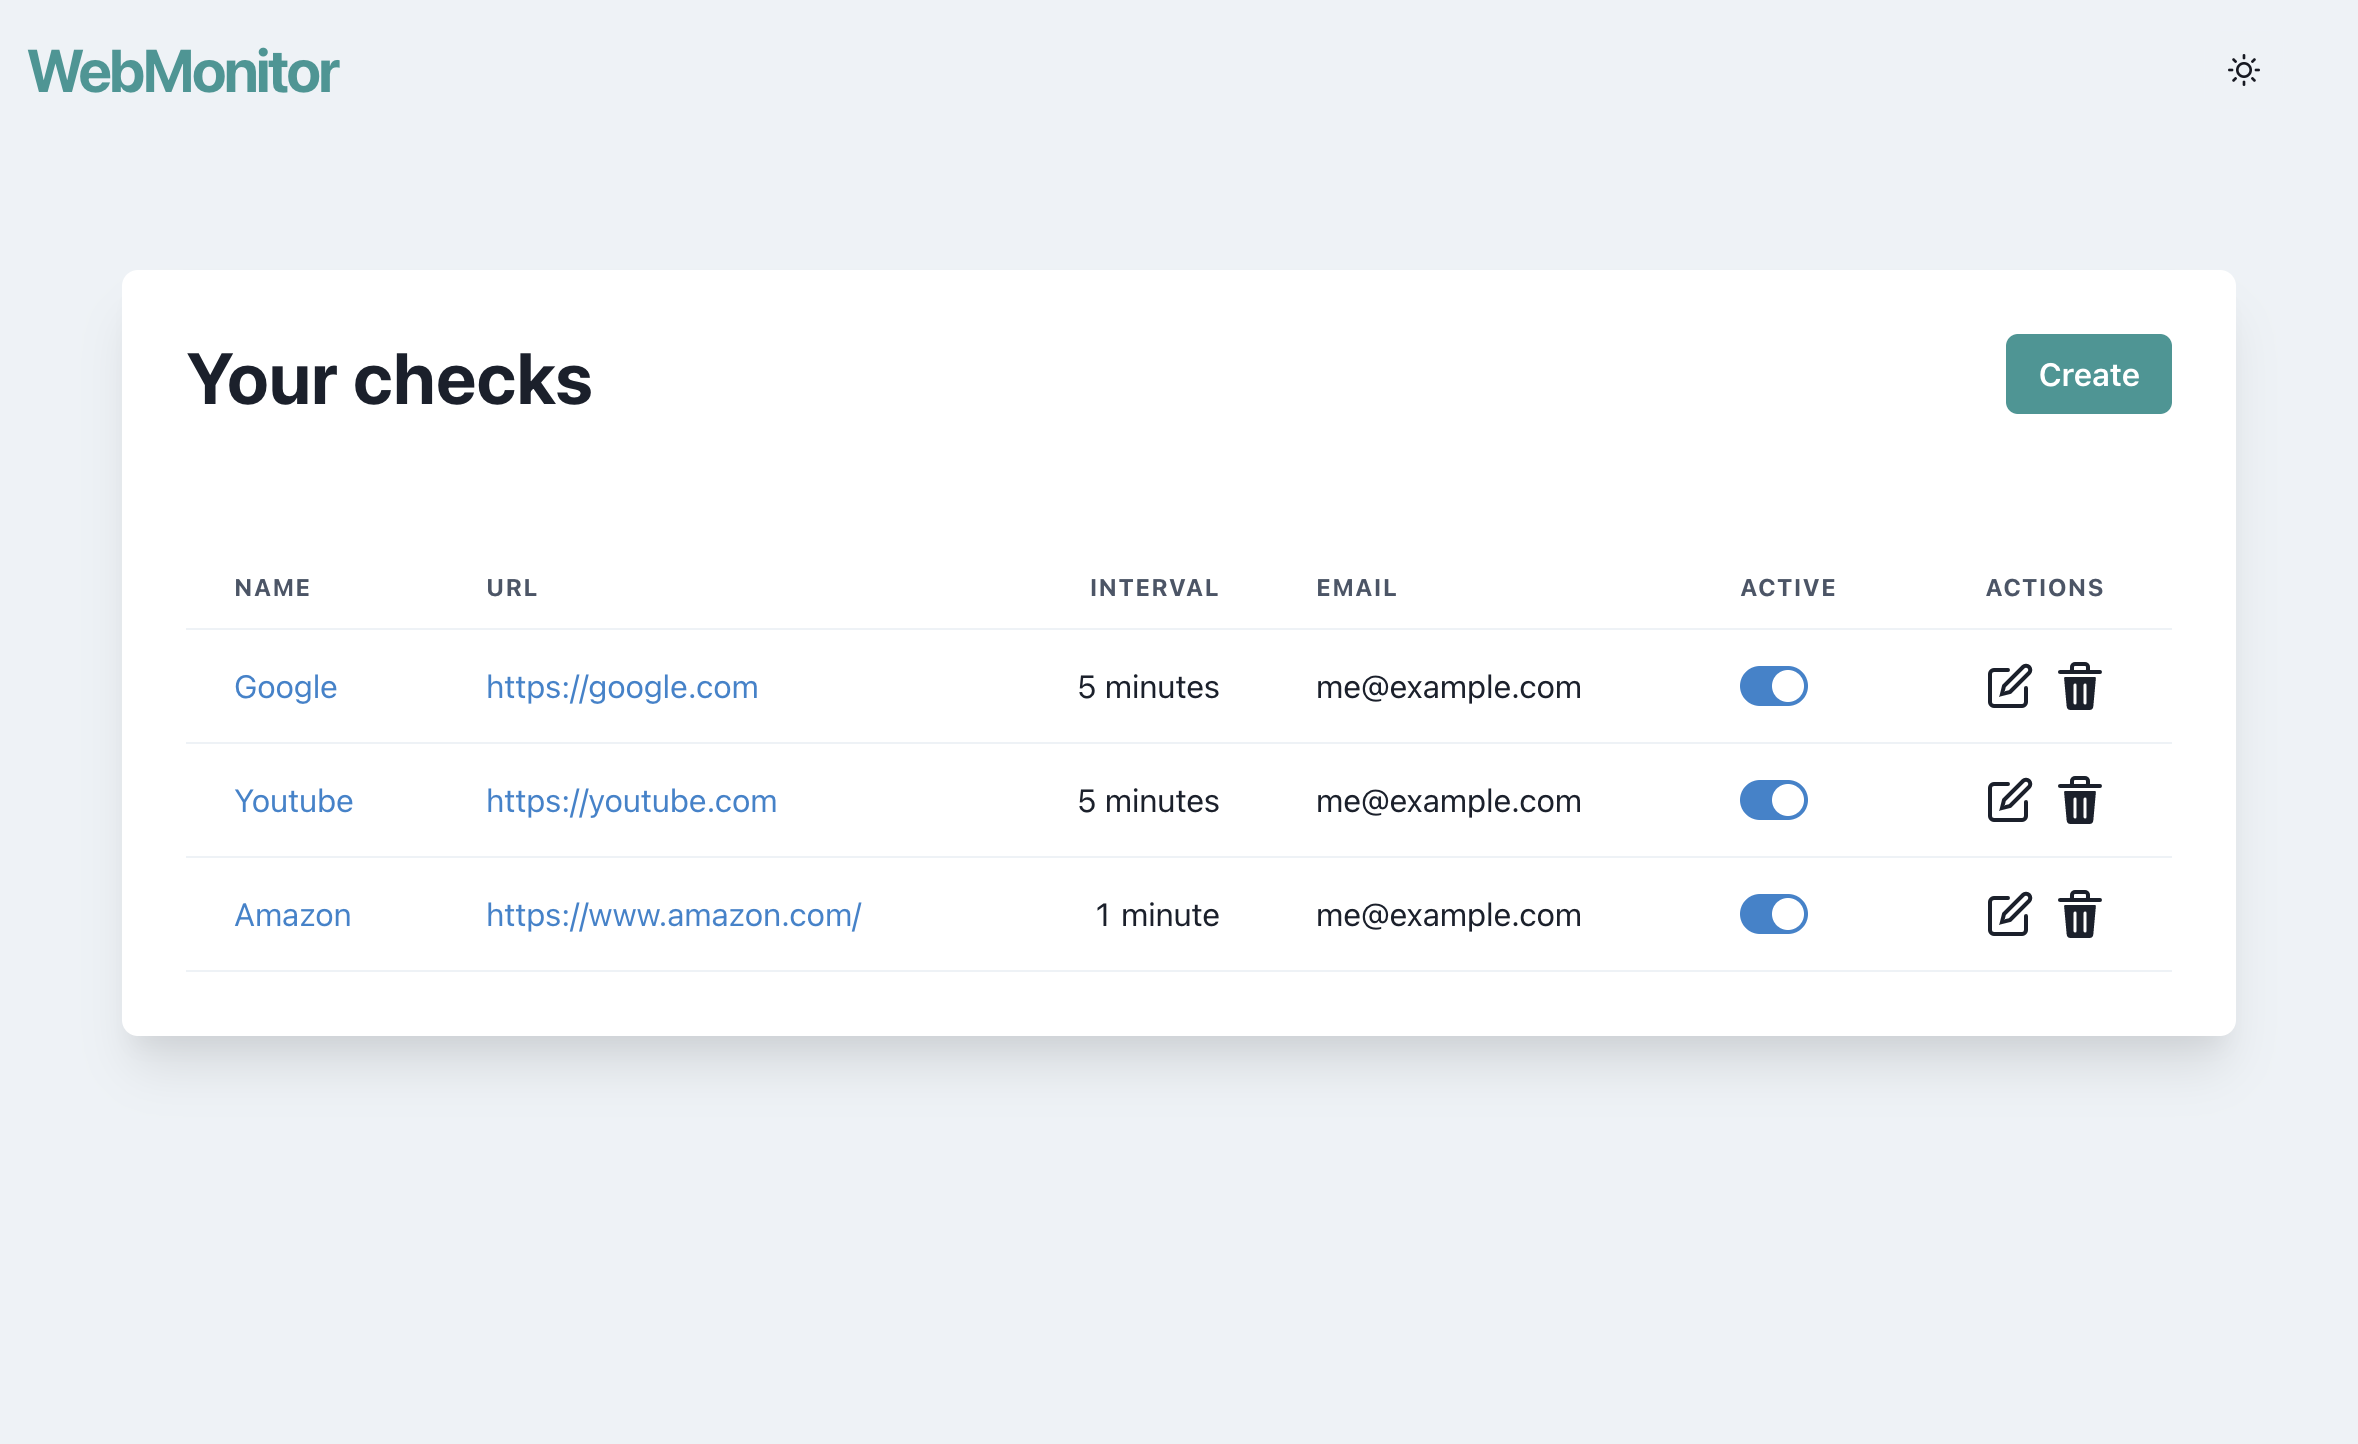 WebMonitor
Your checks
Create
NAME URL INTERVAL EMAIL ACTIVE ACTIONS
Google https://google.com 5 minutes me@example.com
Youtube https://youtube.com 5 minutes me@example.com
Amazon https://www.amazon.com/ 1 minute me@example.com